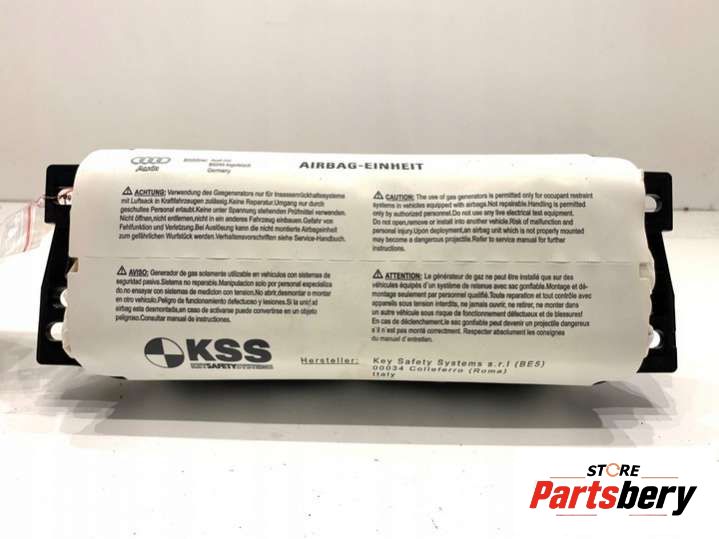 Audi
Audi AG
Germany
AIRBAG-EINHEIT
ACHTUNG: Verwendung des Gasgenerators nur für Insassenrückhaltesysteme
mit Luftsack in Kraftfahrzeugen zulässig.Keine Reparatur.Umgang nur durch
geschultes Personal erlaubt.Keine unter Spannung stehenden Prüfmittel verwenden.
Nicht öffnen,nicht entfernen,nicht in ein anderes Fahrzeug einbauen.Gefahr von
Fehlfunktion und Verletzung.Bei Auslösung kann die nicht montierte Airbageinheit
zum gefährlichen Wurfstück werden.Verhaltensvorschriften siehe Service-Handbuch.
CAUTION: The use of gas generators is permitted only for occupant restraint
systems in vehicles equipped with airbags.Not repairable.Handling is permitted
only by authorized personnel.Do not use any live electrical test equipment.
Do not open,remove or install into another vehicle.Risk of malfunction and
personal injury.Upon deployment,an airbag unit which is not properly mounted
may become a dangerous projectile.Refer to service manual for further
instructions.
AVISO: Generador de gas solamente utilizable en vehículos con sistemas de
seguridad pasiva.Sistema no reparable.Manipulacion solo por personal especializa
do.no ensayar con sistemas de medicion con tension.No abrir,desmontar o montar
en otro vehículo.Peligro de funcionamiento defectuoso y lesiones.Si la unidad
airbag esta desmontada,en caso de activarse puede convertirse en un objeto
peligroso.Consultar manual de instrucciones.
ATTENTION: Le générateur de gaz ne peut être installé que sur des
véhicules équipés d'un système de retenue avec sac gonflable. Montage et dé-
montage seulement par personnel qualifié.Toute reparation et tout contrôle avec
appareils sous tension interdits, ne jamais ouvrir, ne retirer, ne monter dans
un autre véhicule sous risque de fonctionnement défectueux et de blessures!
En cas de déclenchement.le sac gonflable peut devenir un projectile dangereux
s'il n'est pas monté correctement. Respectez absolument les consignes
du manuel d'entretien.
KSS
KEYSAFETYSYSTEMS
Hersteller: Key Safety Systems s.r.l (BE5)
00034 Colleferro (Roma)
Italy
STORE
Partsbery